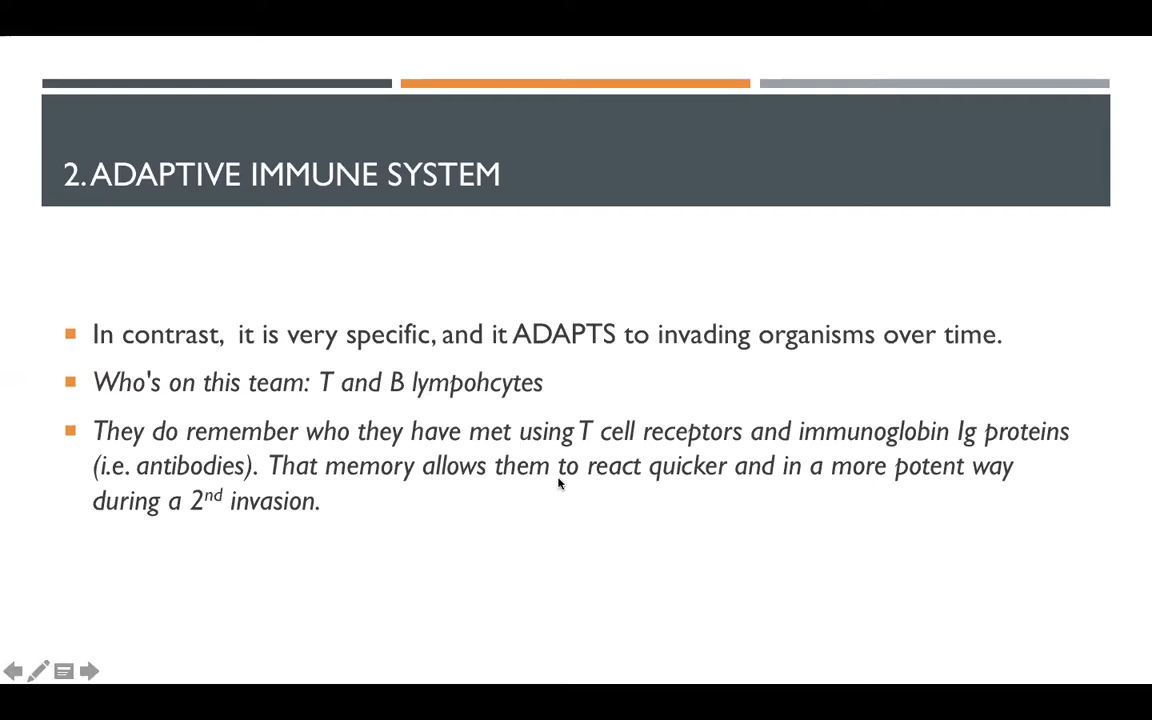 2. ADAPTIVE IMMUNE SYSTEM
In contrast, it is very specific, and it ADAPTS to invading organisms over time.
Who's on this team: T and B lympohcytes
They do remember who they have met using T cell receptors and immunoglobin Ig proteins
(i.e. antibodies). That memory allows them to react quicker and in a more potent way
during a 2nd invasion.